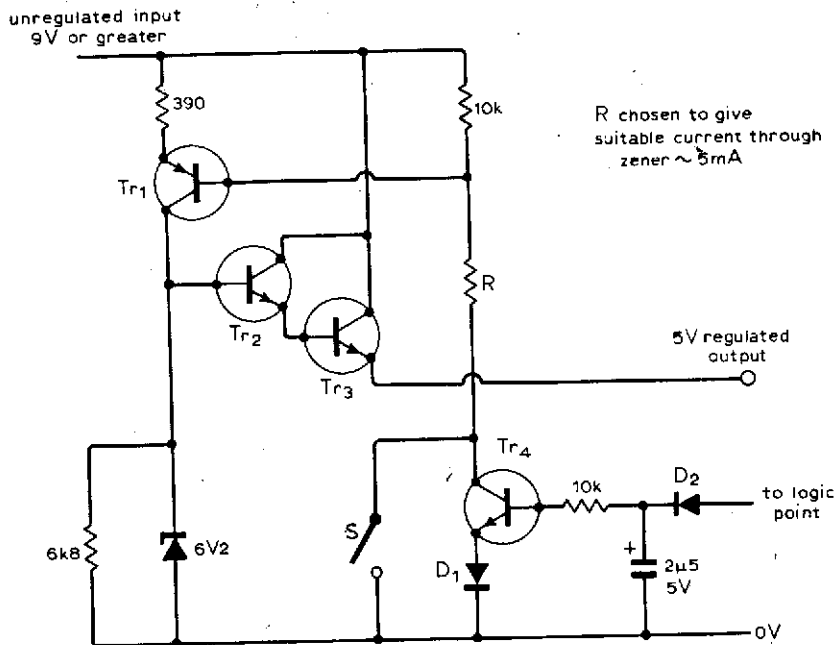 unregulated input
9V or greater
390
10k
R chosen to give
suitable current through
zener ~ 5mA
Tr1
R
Tr2
5V regulated
output
Tr3
Tr4
D2
10k
to logic
point
S
6k8
6V2
D1
+
2µ5
5V
0V